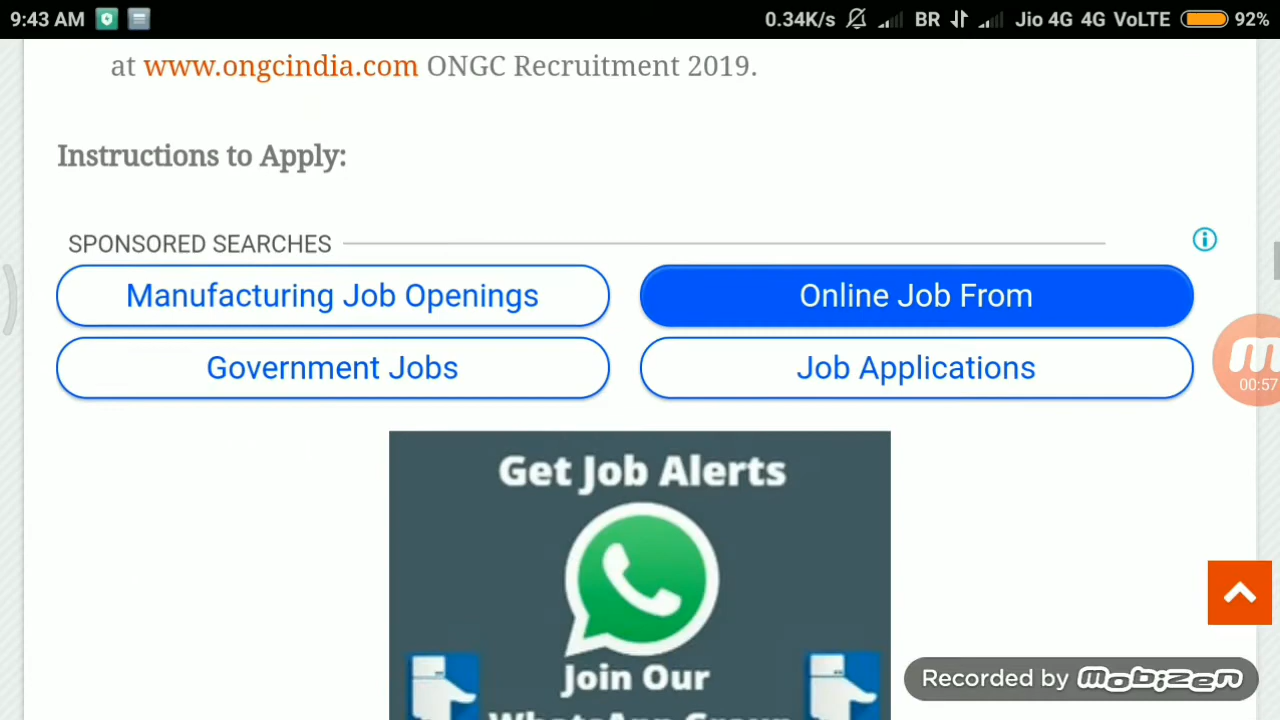 9:43 AM 0.34K/s BR Jio 4G 4G VoLTE 92%
at www.ongcindia.com ONGC Recruitment 2019.
Instructions to Apply:
SPONSORED SEARCHES
Manufacturing Job Openings
Online Job From
Government Jobs
Job Applications
00:57
Get Job Alerts
Join Our
WhatsApp Group
Recorded by mobizen